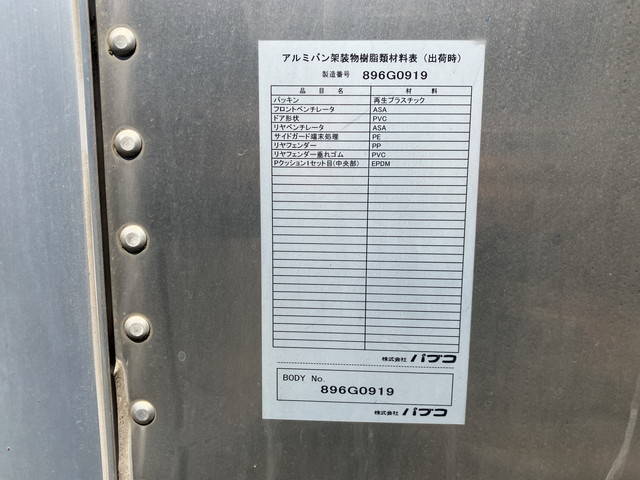 アルミバン架装物樹脂類材料表（出荷時）
製造番号 896G0919
品目名 材料
パッキン 再生プラスチック
フロントベンチレータ ASA
ドア形状 PVC
リヤベンチレータ ASA
サイドガード端末処理 PE
リヤフェンダー PP
リヤフェンダー垂れゴム PVC
Pクッション1セット目(中央部) EPDM
株式会社 パブコ
BODY No.
896G0919
株式会社 パブコ